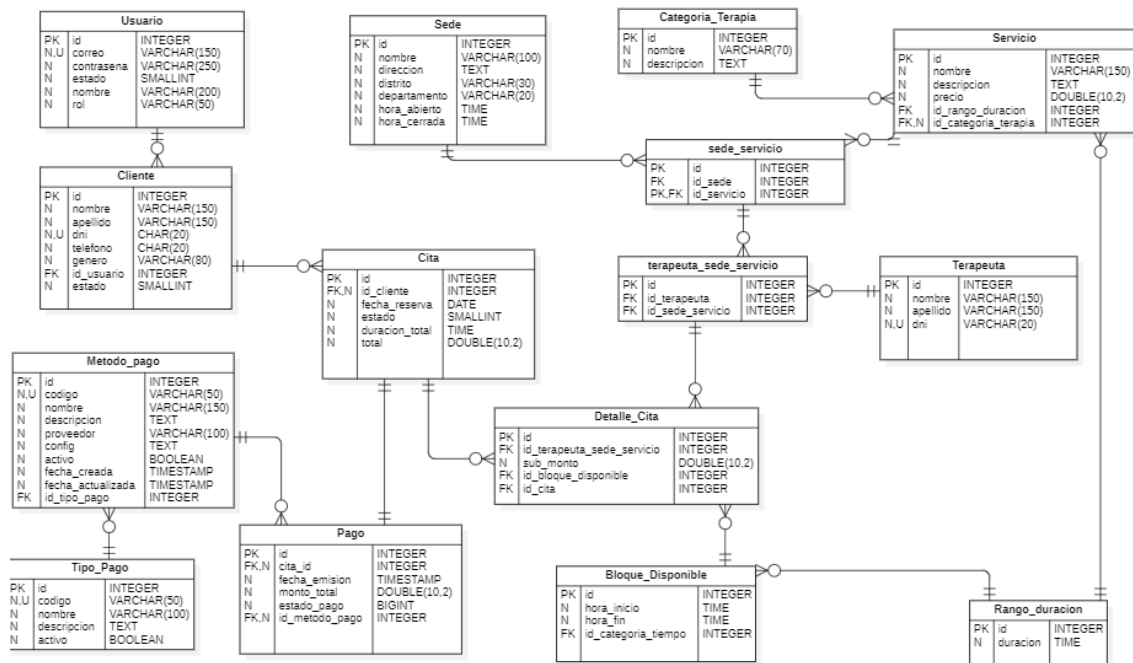 Usuario
PK id INTEGER
N,U correo VARCHAR(150)
N contrasena VARCHAR(250)
N estado SMALLINT
N nombre VARCHAR(200)
N rol VARCHAR(50)
Sede
PK id INTEGER
N nombre VARCHAR(100)
N direccion TEXT
N distrito VARCHAR(30)
N departamento VARCHAR(20)
N hora_abierto TIME
N hora_cerrada TIME
Categoria_Terapia
PK id INTEGER
N nombre VARCHAR(70)
N descripcion TEXT
Servicio
PK id INTEGER
N nombre VARCHAR(150)
N descripcion TEXT
N precio DOUBLE(10,2)
FK id_rango_duracion INTEGER
FK,N id_categoria_terapia INTEGER
sede_servicio
PK id INTEGER
FK id_sede INTEGER
PK,FK id_servicio INTEGER
Cliente
PK id INTEGER
N nombre VARCHAR(150)
N apellido VARCHAR(150)
N,U dni CHAR(20)
N telefono CHAR(20)
N genero VARCHAR(80)
FK id_usuario INTEGER
N estado SMALLINT
Cita
PK id INTEGER
FK,N id_cliente INTEGER
N fecha_reserva DATE
N estado SMALLINT
N duracion_total TIME
N total DOUBLE(10,2)
terapeuta_sede_servicio
PK id INTEGER
FK id_terapeuta INTEGER
FK id_sede_servicio INTEGER
Terapeuta
PK id INTEGER
N nombre VARCHAR(150)
N apellido VARCHAR(150)
N,U dni VARCHAR(20)
Metodo_pago
PK id INTEGER
N,U codigo VARCHAR(50)
N nombre VARCHAR(150)
N descripcion TEXT
N proveedor VARCHAR(100)
N config TEXT
N activo BOOLEAN
N fecha_creada TIMESTAMP
N fecha_actualizada TIMESTAMP
FK id_tipo_pago INTEGER
Detalle_Cita
PK id INTEGER
FK id_terapeuta_sede_servicio INTEGER
N sub_monto DOUBLE(10,2)
FK id_bloque_disponible INTEGER
FK id_cita INTEGER
Pago
PK id INTEGER
FK,N cita_id INTEGER
N fecha_emision TIMESTAMP
N monto_total DOUBLE(10,2)
N estado_pago BIGINT
FK,N id_metodo_pago INTEGER
Tipo_Pago
PK id INTEGER
N,U codigo VARCHAR(50)
N nombre VARCHAR(100)
N descripcion TEXT
N activo BOOLEAN
Bloque_Disponible
PK id INTEGER
N hora_inicio TIME
N hora_fin TIME
FK id_categoria_tiempo INTEGER
Rango_duracion
PK id INTEGER
N duracion TIME